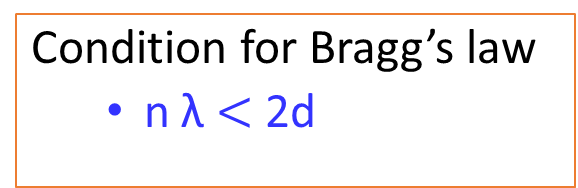 Condition for Bragg’s law
• n λ < 2d